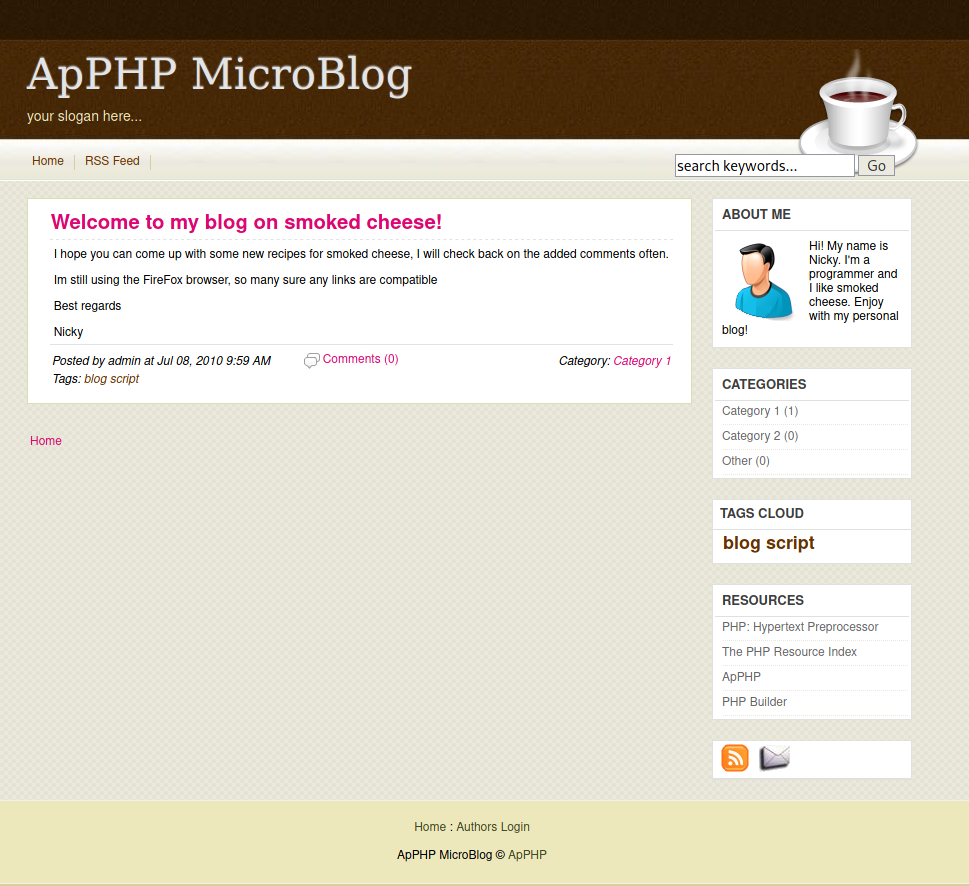 ApPHP MicroBlog
your slogan here...
Home
RSS Feed
search keywords...
Go
Welcome to my blog on smoked cheese!
I hope you can come up with some new recipes for smoked cheese, I will check back on the added comments often.
Im still using the FireFox browser, so many sure any links are compatible
Best regards
Nicky
Posted by admin at Jul 08, 2010 9:59 AM
Comments (0)
Category: Category 1
Tags: blog script
Home
ABOUT ME
Hi! My name is
Nicky. I'm a
programmer and
I like smoked
cheese. Enjoy
with my personal
blog!
CATEGORIES
Category 1 (1)
Category 2 (0)
Other (0)
TAGS CLOUD
blog script
RESOURCES
PHP: Hypertext Preprocessor
The PHP Resource Index
ApPHP
PHP Builder
Home : Authors Login
ApPHP MicroBlog © ApPHP